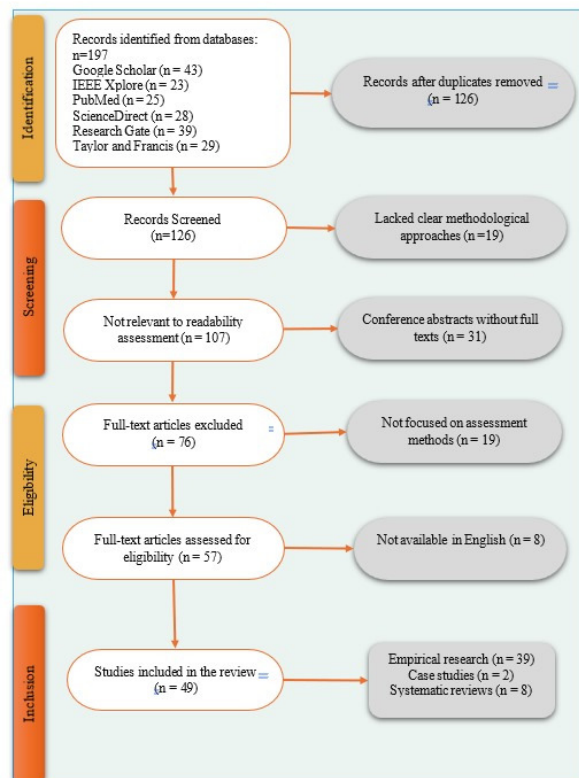 Identification
Records identified from databases:
n=197
Google Scholar (n = 43)
IEEE Xplore (n = 23)
PubMed (n = 25)
ScienceDirect (n = 28)
Research Gate (n = 39)
Taylor and Francis (n = 29)
Records after duplicates removed
(n = 126)
Screening
Records Screened
(n=126)
Lacked clear methodological
approaches (n =19)
Not relevant to readability
assessment (n = 107)
Conference abstracts without full
texts (n = 31)
Eligibility
Full-text articles excluded
(n = 76)
Not focused on assessment
methods (n = 19)
Full-text articles assessed for
eligibility (n = 57)
Not available in English (n = 8)
Inclusion
Studies included in the review
(n = 49)
Empirical research (n = 39)
Case studies (n = 2)
Systematic reviews (n = 8)